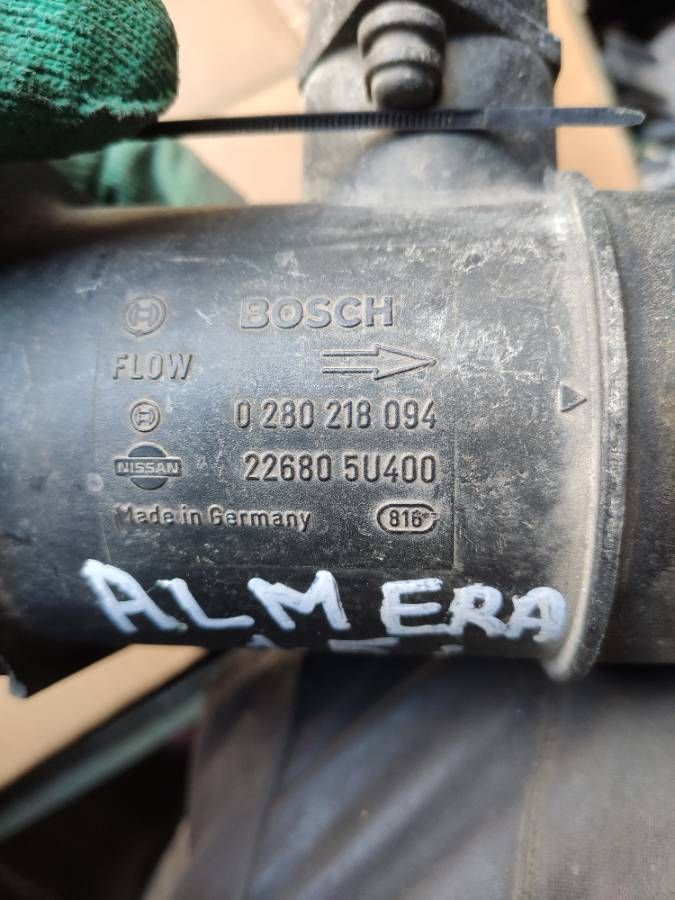 BOSCH
FLOW
0 280 218 094
NISSAN 22680 5U400
Made in Germany 816
ALMERA